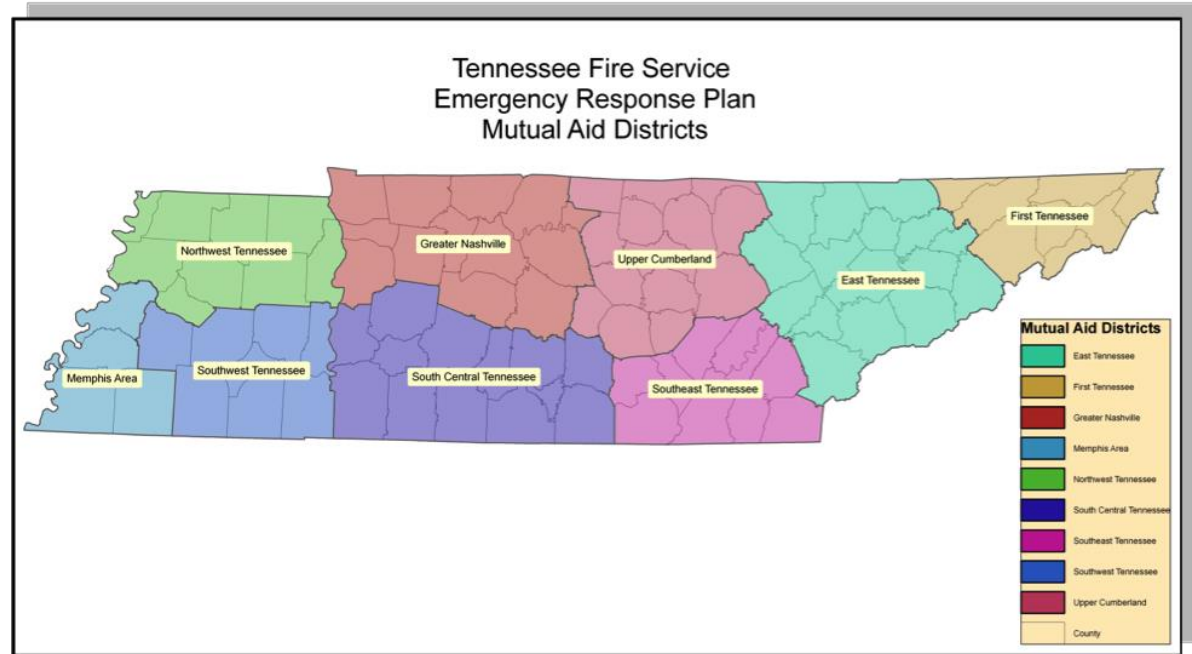 Tennessee Fire Service
Emergency Response Plan
Mutual Aid Districts
First Tennessee
Northwest Tennessee
Greater Nashville
Upper Cumberland
East Tennessee
Memphis Area
Southwest Tennessee
South Central Tennessee
Southeast Tennessee
Mutual Aid Districts
East Tennessee
First Tennessee
Greater Nashville
Memphis Area
Northwest Tennessee
South Central Tennessee
Southeast Tennessee
Southwest Tennessee
Upper Cumberland
County